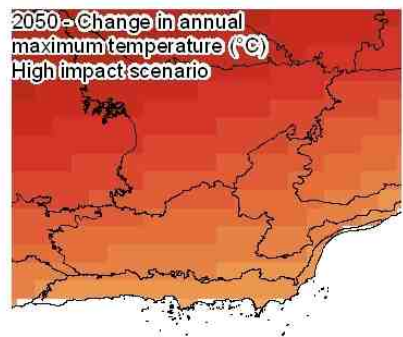 2050 - Change in annual
maximum temperature (°C)
High impact scenario